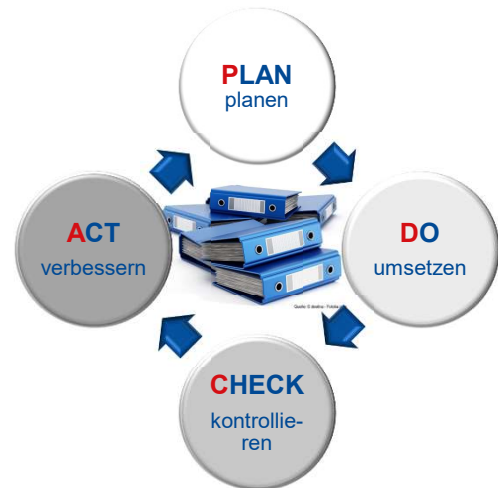 PLAN
planen
ACT
verbessern
DO
umsetzen
CHECK
kontrollie-
ren